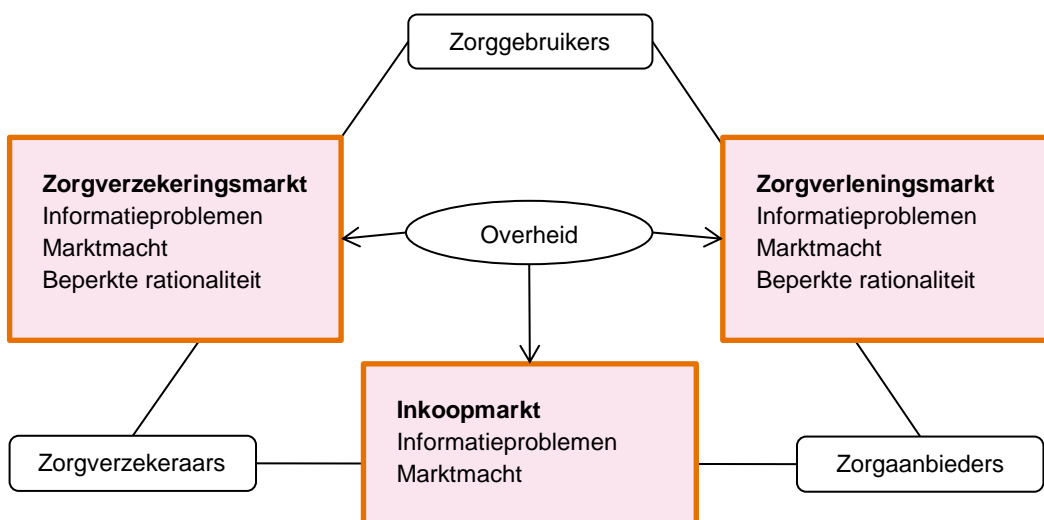 Zorggebruikers
Zorgverzekeringsmarkt
Informatieproblemen
Marktmacht
Beperkte rationaliteit
Overheid
Zorgverleningsmarkt
Informatieproblemen
Marktmacht
Beperkte rationaliteit
Zorgverzekeraars
Inkoopmarkt
Informatieproblemen
Marktmacht
Zorgaanbieders